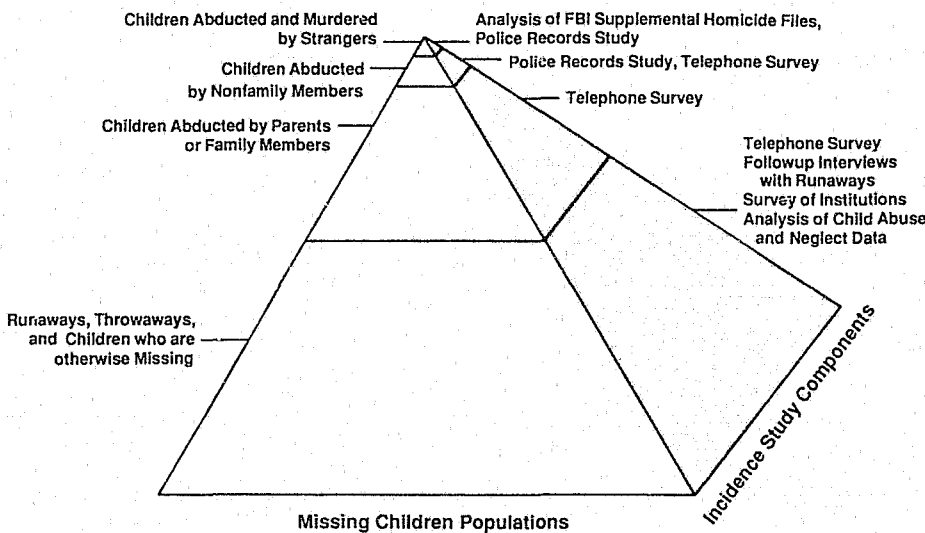 Children Abducted and Murdered
by Strangers
Analysis of FBI Supplemental Homicide Files,
Police Records Study
Children Abducted
by Nonfamily Members
Police Records Study, Telephone Survey
Telephone Survey
Children Abducted by Parents
or Family Members
Telephone Survey
Followup Interviews
with Runaways
Survey of Institutions
Analysis of Child Abuse
and Neglect Data
Runaways, Throwaways,
and Children who are
otherwise Missing
Incidence Study Components
Missing Children Populations